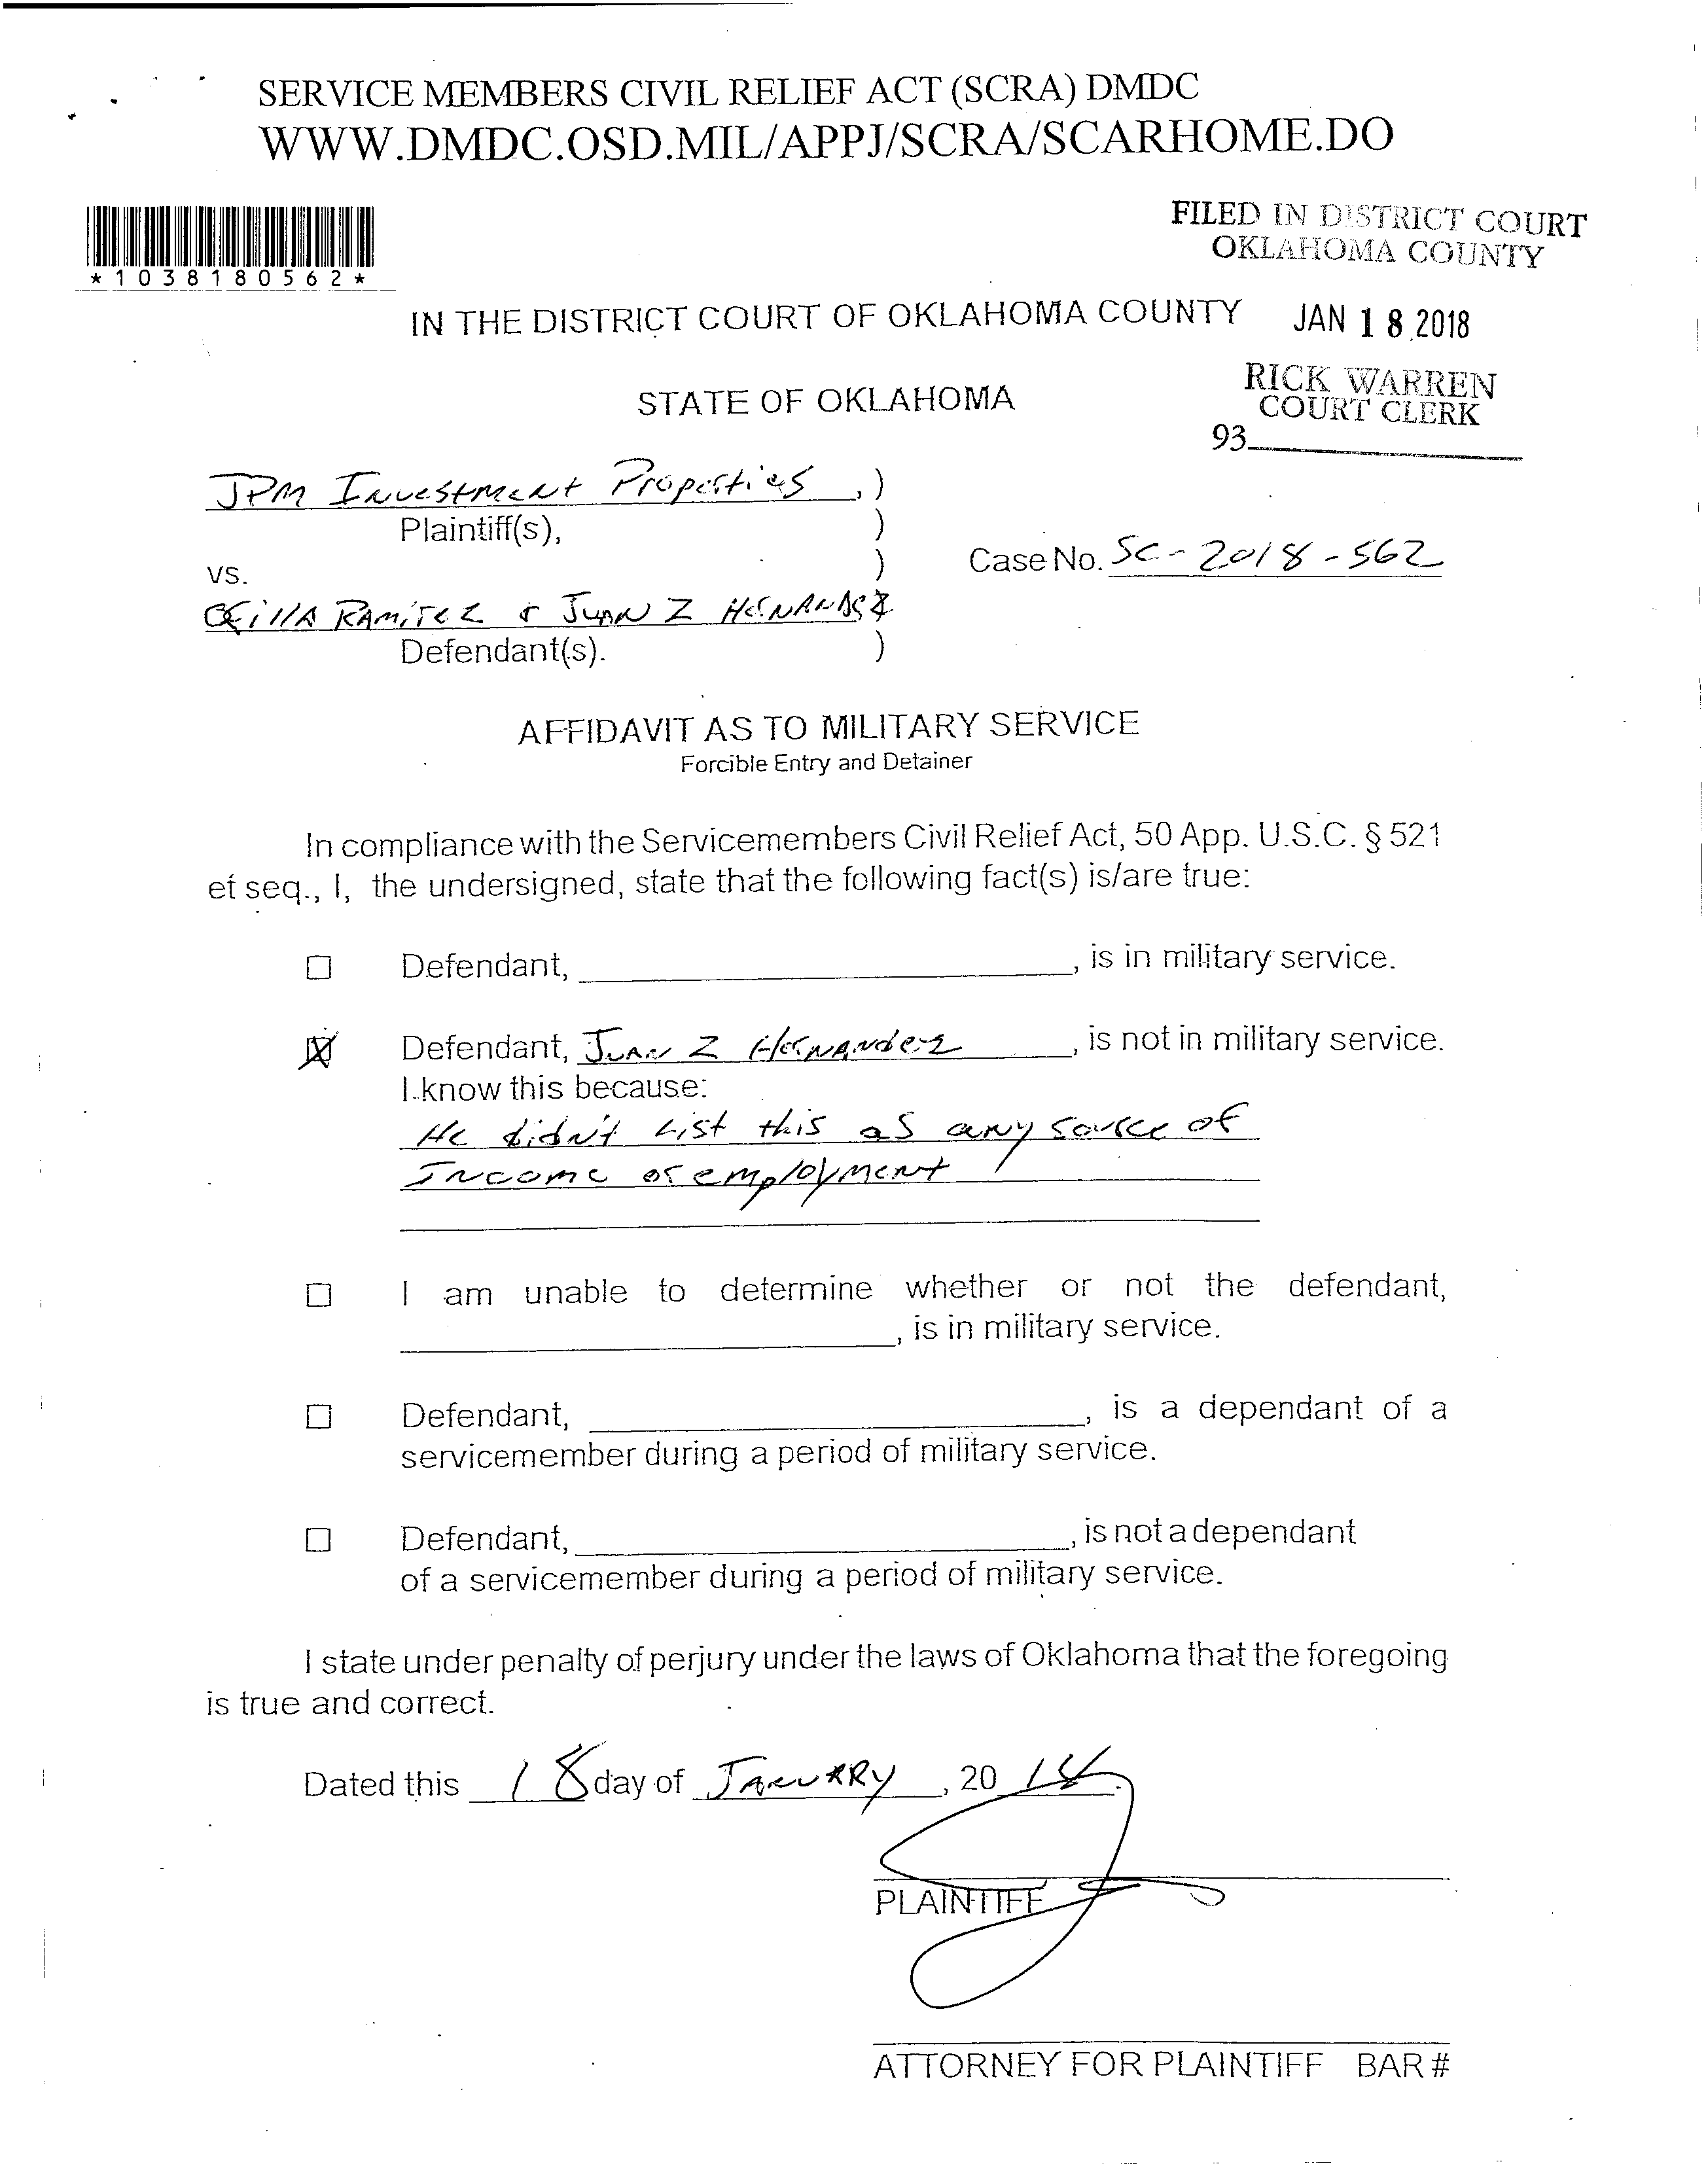 SERVICE MEMBERS CIVIL RELIEF ACT (SCRA) DMDC
WWW.DMDC.OSD.MIL/APPJ/SCRA/SCARHOME.DO
*1038180562*
FILED IN DISTRICT COURT
OKLAHOMA COUNTY
IN THE DISTRICT COURT OF OKLAHOMA COUNTY
JAN 18 2018
STATE OF OKLAHOMA
RICK WARREN
COURT CLERK
93
JPM Investment Properties , )
Plaintiff(s), )
vs. )
Case No. SC-2018-562
Ramirez & Juan Z Hernandez
Defendant(s). )
AFFIDAVIT AS TO MILITARY SERVICE
Forcible Entry and Detainer
In compliance with the Servicemembers Civil Relief Act, 50 App. U.S.C. § 521
et seq., I, the undersigned, state that the following fact(s) is/are true:
☐ Defendant, , is in military service.
☒ Defendant, Juan Z Hernandez , is not in military service.
I know this because:
He didn't List this as any source of
Income or employment
☐ I am unable to determine whether or not the defendant,
, is in military service.
☐ Defendant, , is a dependant of a
servicemember during a period of military service.
☐ Defendant, , is not a dependant
of a servicemember during a period of military service.
I state under penalty of perjury under the laws of Oklahoma that the foregoing
is true and correct.
Dated this 18 day of January , 20 18.
PLAINTIFF
ATTORNEY FOR PLAINTIFF BAR #